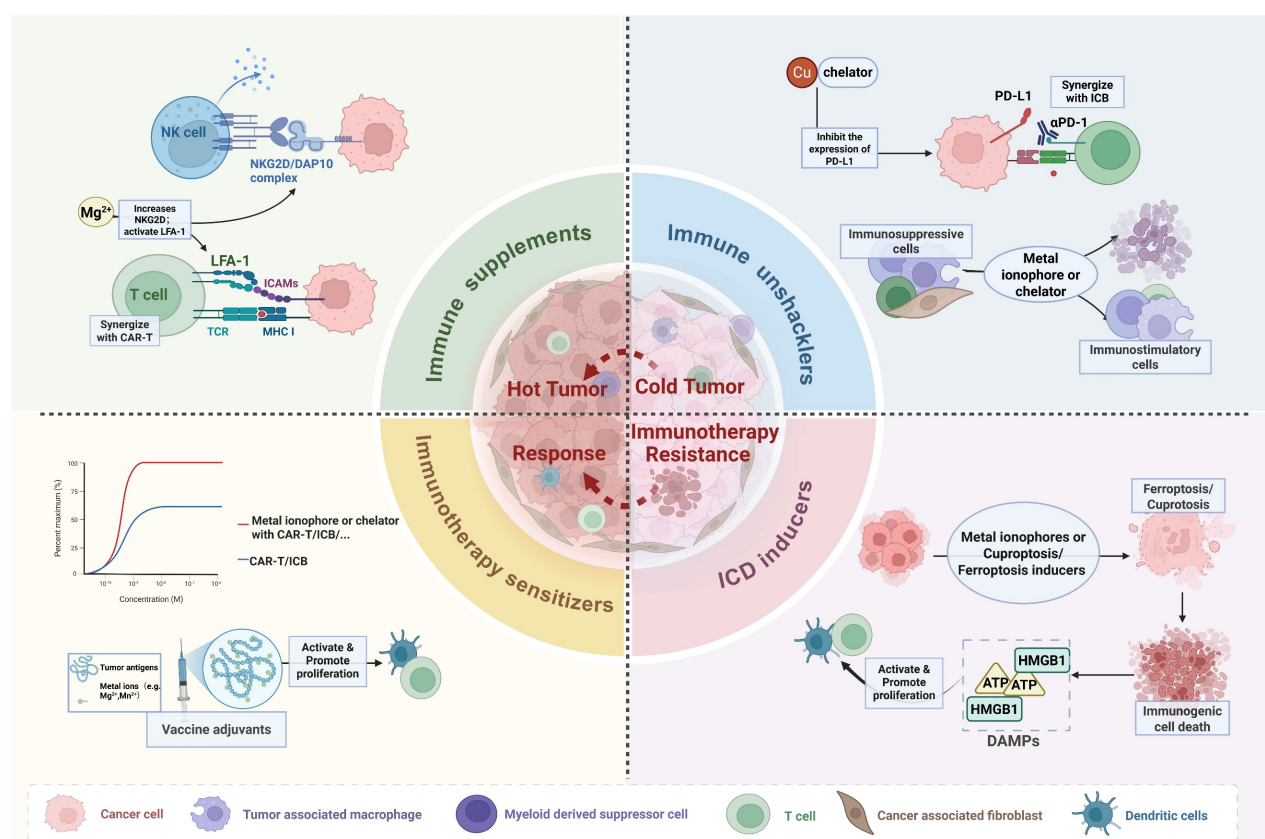 NK cell
NKG2D/DAP10
complex
Mg²⁺
Increases
NKG2D;
activate LFA-1
LFA-1
ICAMs
T cell
TCR
MHC I
Synergize
with CAR-T
Immune supplements
Cu
chelator
Inhibit the
expression of
PD-L1
PD-L1
Synergize
with ICB
αPD-1
Immunosuppressive
cells
Metal
ionophore or
chelator
Immunostimulatory
cells
Immune unshacklers
Hot Tumor
Cold Tumor
Response
Immunotherapy
Resistance
Immunotherapy sensitizers
ICD inducers
Percent maximum (%)
100
75
50
25
0
Concentration (M)
Metal ionophore or chelator
with CAR-T/ICB/...
CAR-T/ICB
Tumor antigens
Metal ions (e.g.
Mg²⁺,Mn²⁺)
Vaccine adjuvants
Activate &
Promote
proliferation
Metal ionophores or
Cuproptosis/
Ferroptosis inducers
Ferroptosis/
Cuprotosis
Immunogenic
cell death
HMGB1
ATP
ATP
HMGB1
DAMPs
Activate &
Promote
proliferation
Cancer cell
Tumor associated macrophage
Myeloid derived suppressor cell
T cell
Cancer associated fibroblast
Dendritic cells